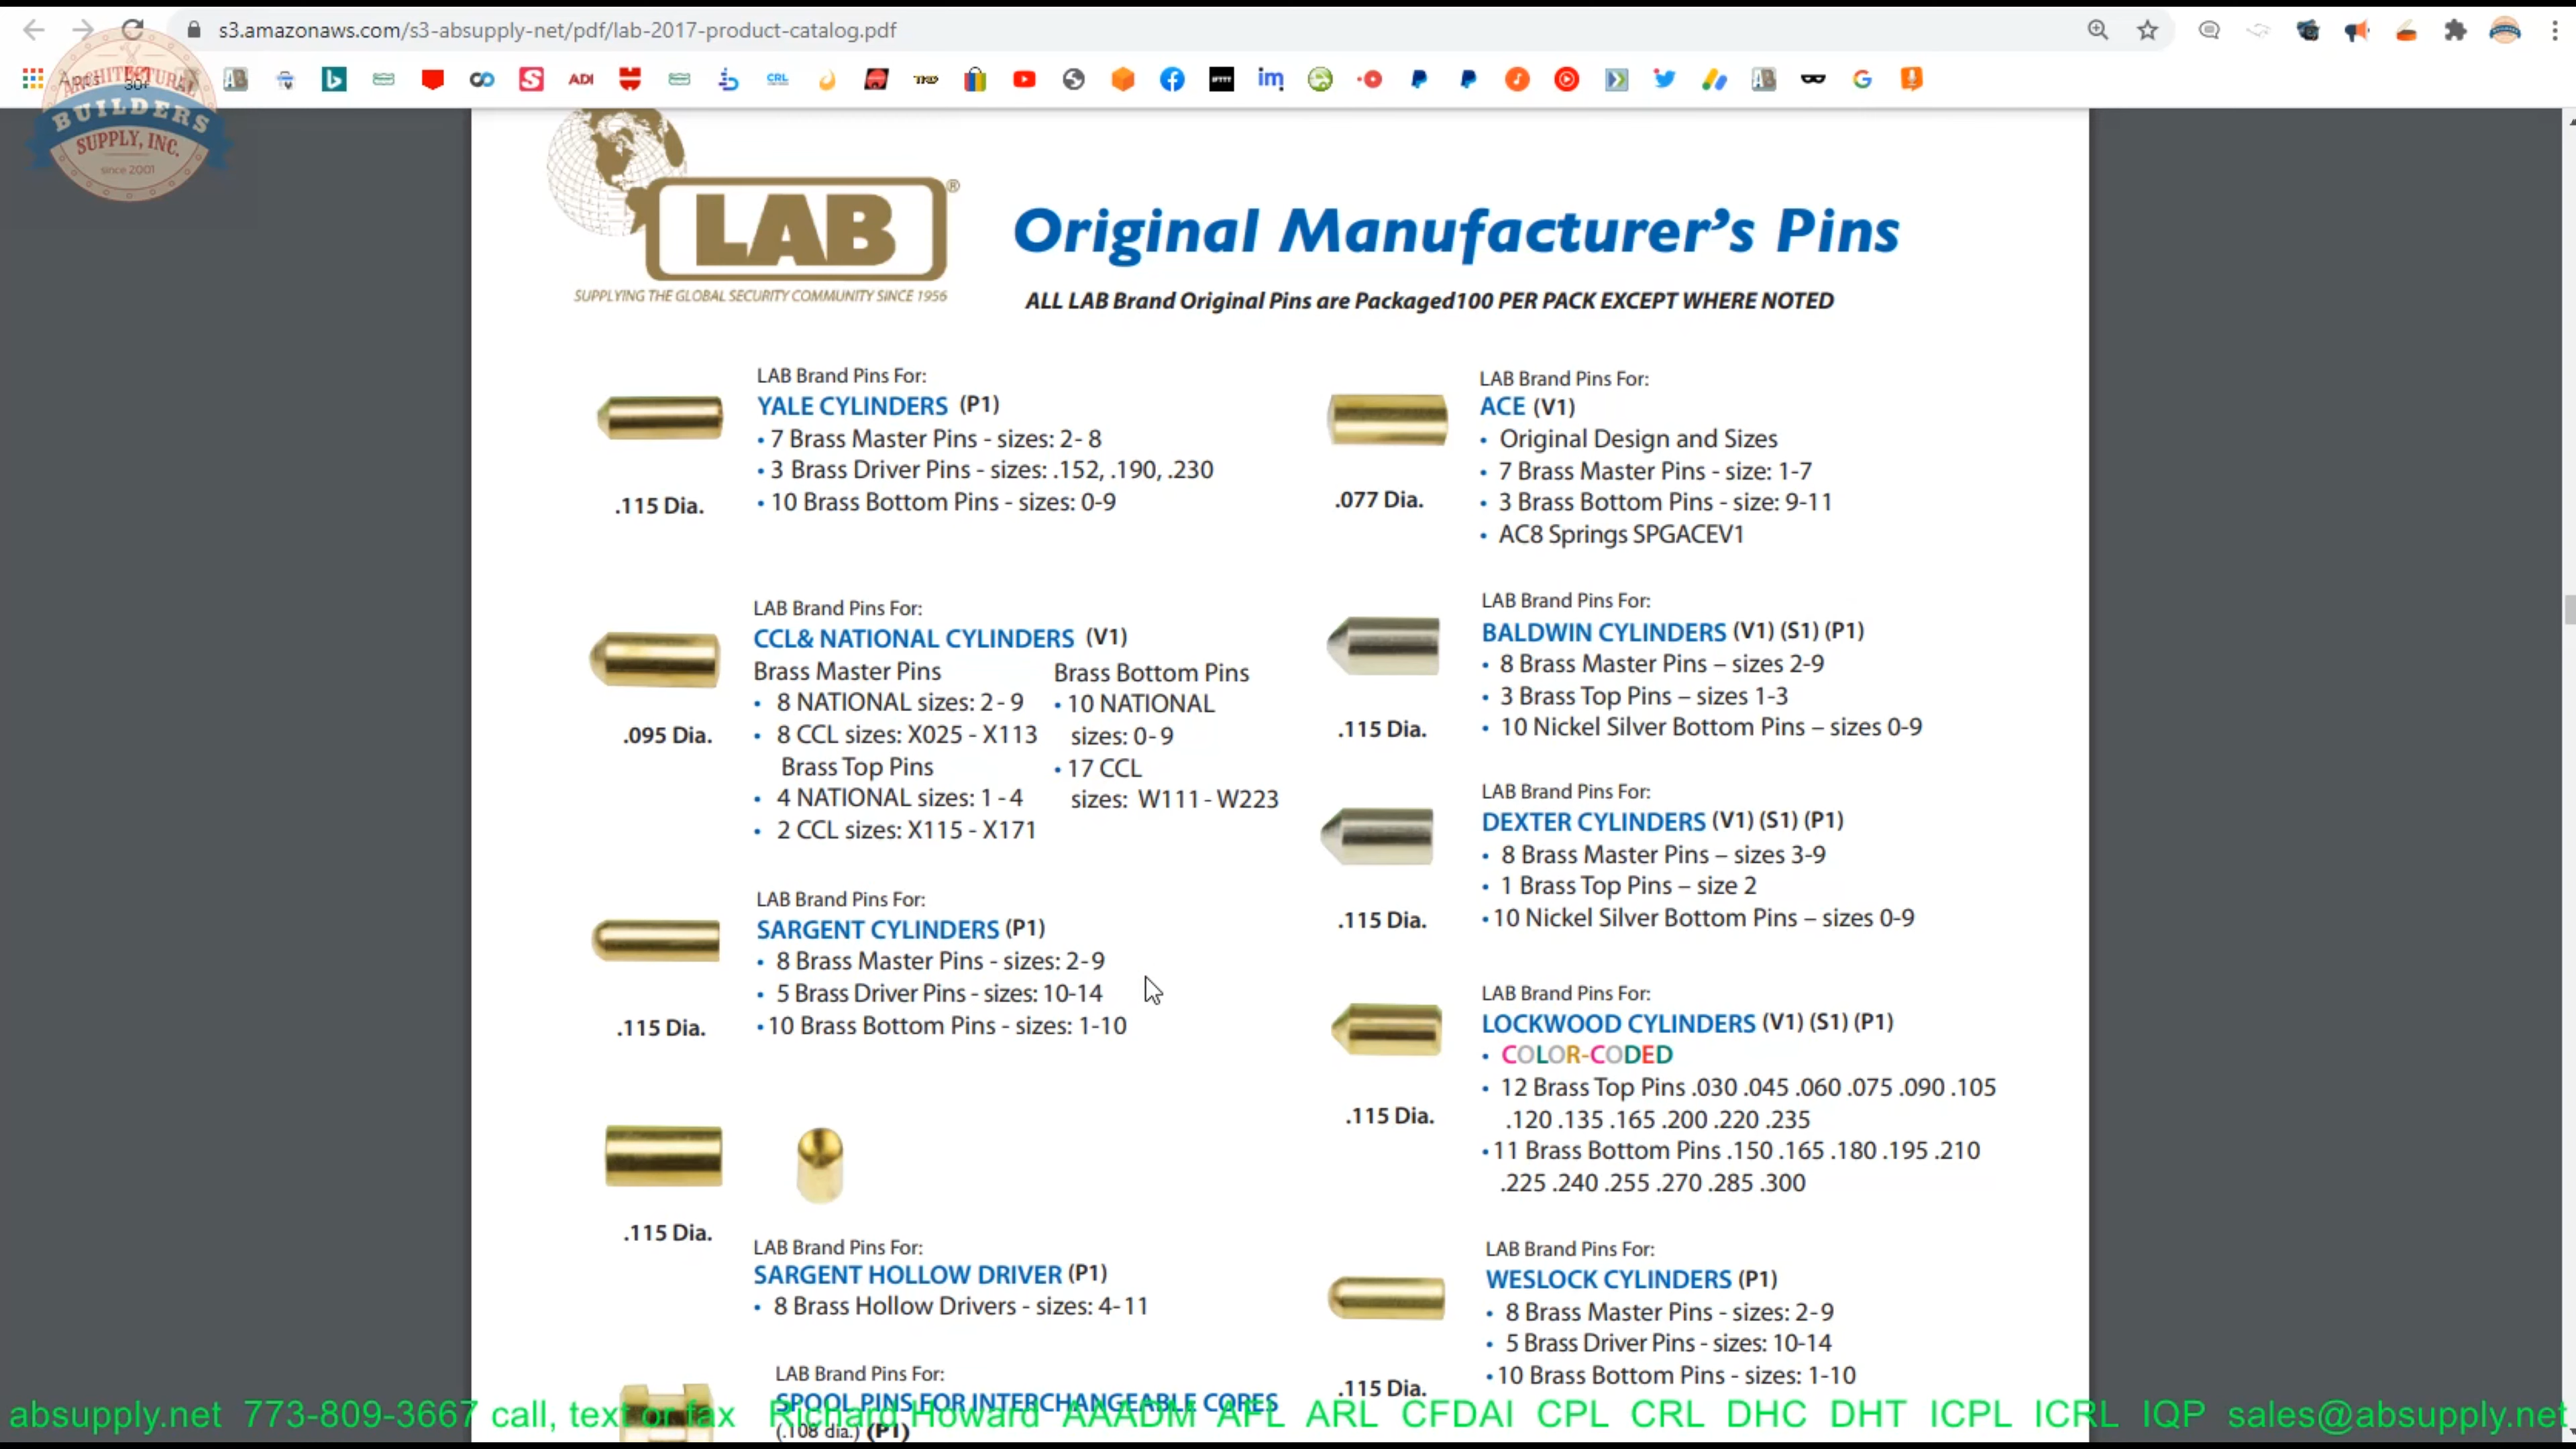 s3.amazonaws.com/s3-absupply-net/pdf/lab-2017-product-catalog.pdf
BUILDERS
SUPPLY, INC.
since 2001
LAB®
SUPPLYING THE GLOBAL SECURITY COMMUNITY SINCE 1956
Original Manufacturer's Pins
ALL LAB Brand Original Pins are Packaged100 PER PACK EXCEPT WHERE NOTED
LAB Brand Pins For:
YALE CYLINDERS (P1)
• 7 Brass Master Pins - sizes: 2- 8
• 3 Brass Driver Pins - sizes: .152, .190, .230
• 10 Brass Bottom Pins - sizes: 0-9
.115 Dia.
LAB Brand Pins For:
CCL& NATIONAL CYLINDERS (V1)
Brass Master Pins
• 8 NATIONAL sizes: 2 - 9
• 8 CCL sizes: X025 - X113
Brass Top Pins
• 4 NATIONAL sizes: 1 - 4
• 2 CCL sizes: X115 - X171
Brass Bottom Pins
• 10 NATIONAL
sizes: 0- 9
• 17 CCL
sizes: W111 - W223
.095 Dia.
LAB Brand Pins For:
SARGENT CYLINDERS (P1)
• 8 Brass Master Pins - sizes: 2-9
• 5 Brass Driver Pins - sizes: 10-14
• 10 Brass Bottom Pins - sizes: 1-10
.115 Dia.
.115 Dia.
LAB Brand Pins For:
SARGENT HOLLOW DRIVER (P1)
• 8 Brass Hollow Drivers - sizes: 4-11
LAB Brand Pins For:
SPOOL PINS FOR INTERCHANGEABLE CORES
(.108 dia.) (P1)
LAB Brand Pins For:
ACE (V1)
• Original Design and Sizes
• 7 Brass Master Pins - size: 1-7
• 3 Brass Bottom Pins - size: 9-11
• AC8 Springs SPGACEV1
.077 Dia.
LAB Brand Pins For:
BALDWIN CYLINDERS (V1) (S1) (P1)
• 8 Brass Master Pins – sizes 2-9
• 3 Brass Top Pins – sizes 1-3
• 10 Nickel Silver Bottom Pins – sizes 0-9
.115 Dia.
LAB Brand Pins For:
DEXTER CYLINDERS (V1) (S1) (P1)
• 8 Brass Master Pins – sizes 3-9
• 1 Brass Top Pins – size 2
• 10 Nickel Silver Bottom Pins – sizes 0-9
.115 Dia.
LAB Brand Pins For:
LOCKWOOD CYLINDERS (V1) (S1) (P1)
• COLOR-CODED
• 12 Brass Top Pins .030 .045 .060 .075 .090 .105
.120 .135 .165 .200 .220 .235
• 11 Brass Bottom Pins .150 .165 .180 .195 .210
.225 .240 .255 .270 .285 .300
.115 Dia.
LAB Brand Pins For:
WESLOCK CYLINDERS (P1)
• 8 Brass Master Pins - sizes: 2-9
• 5 Brass Driver Pins - sizes: 10-14
• 10 Brass Bottom Pins - sizes: 1-10
.115 Dia.
absupply.net 773-809-3667 call, text or fax Richard Howard AAADM AFL ARL CFDAI CPL CRL DHC DHT ICPL ICRL IQP sales@absupply.net